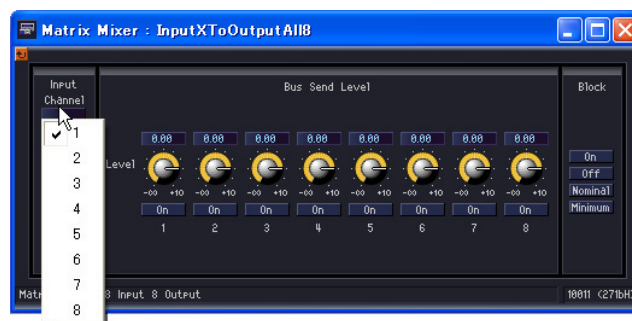 Matrix Mixer : InputXToOutputAll8
Input
Channel
Bus Send Level
Block
1
2
3
4
5
6
7
8
0.00 0.00 0.00 0.00 0.00 0.00 0.00 0.00
Level
-∞ +10 -∞ +10 -∞ +10 -∞ +10 -∞ +10 -∞ +10 -∞ +10 -∞ +10
On On On On On On On On
1 2 3 4 5 6 7 8
On
Off
Nominal
Minimum
8 Input 8 Output
10011 (271bH)